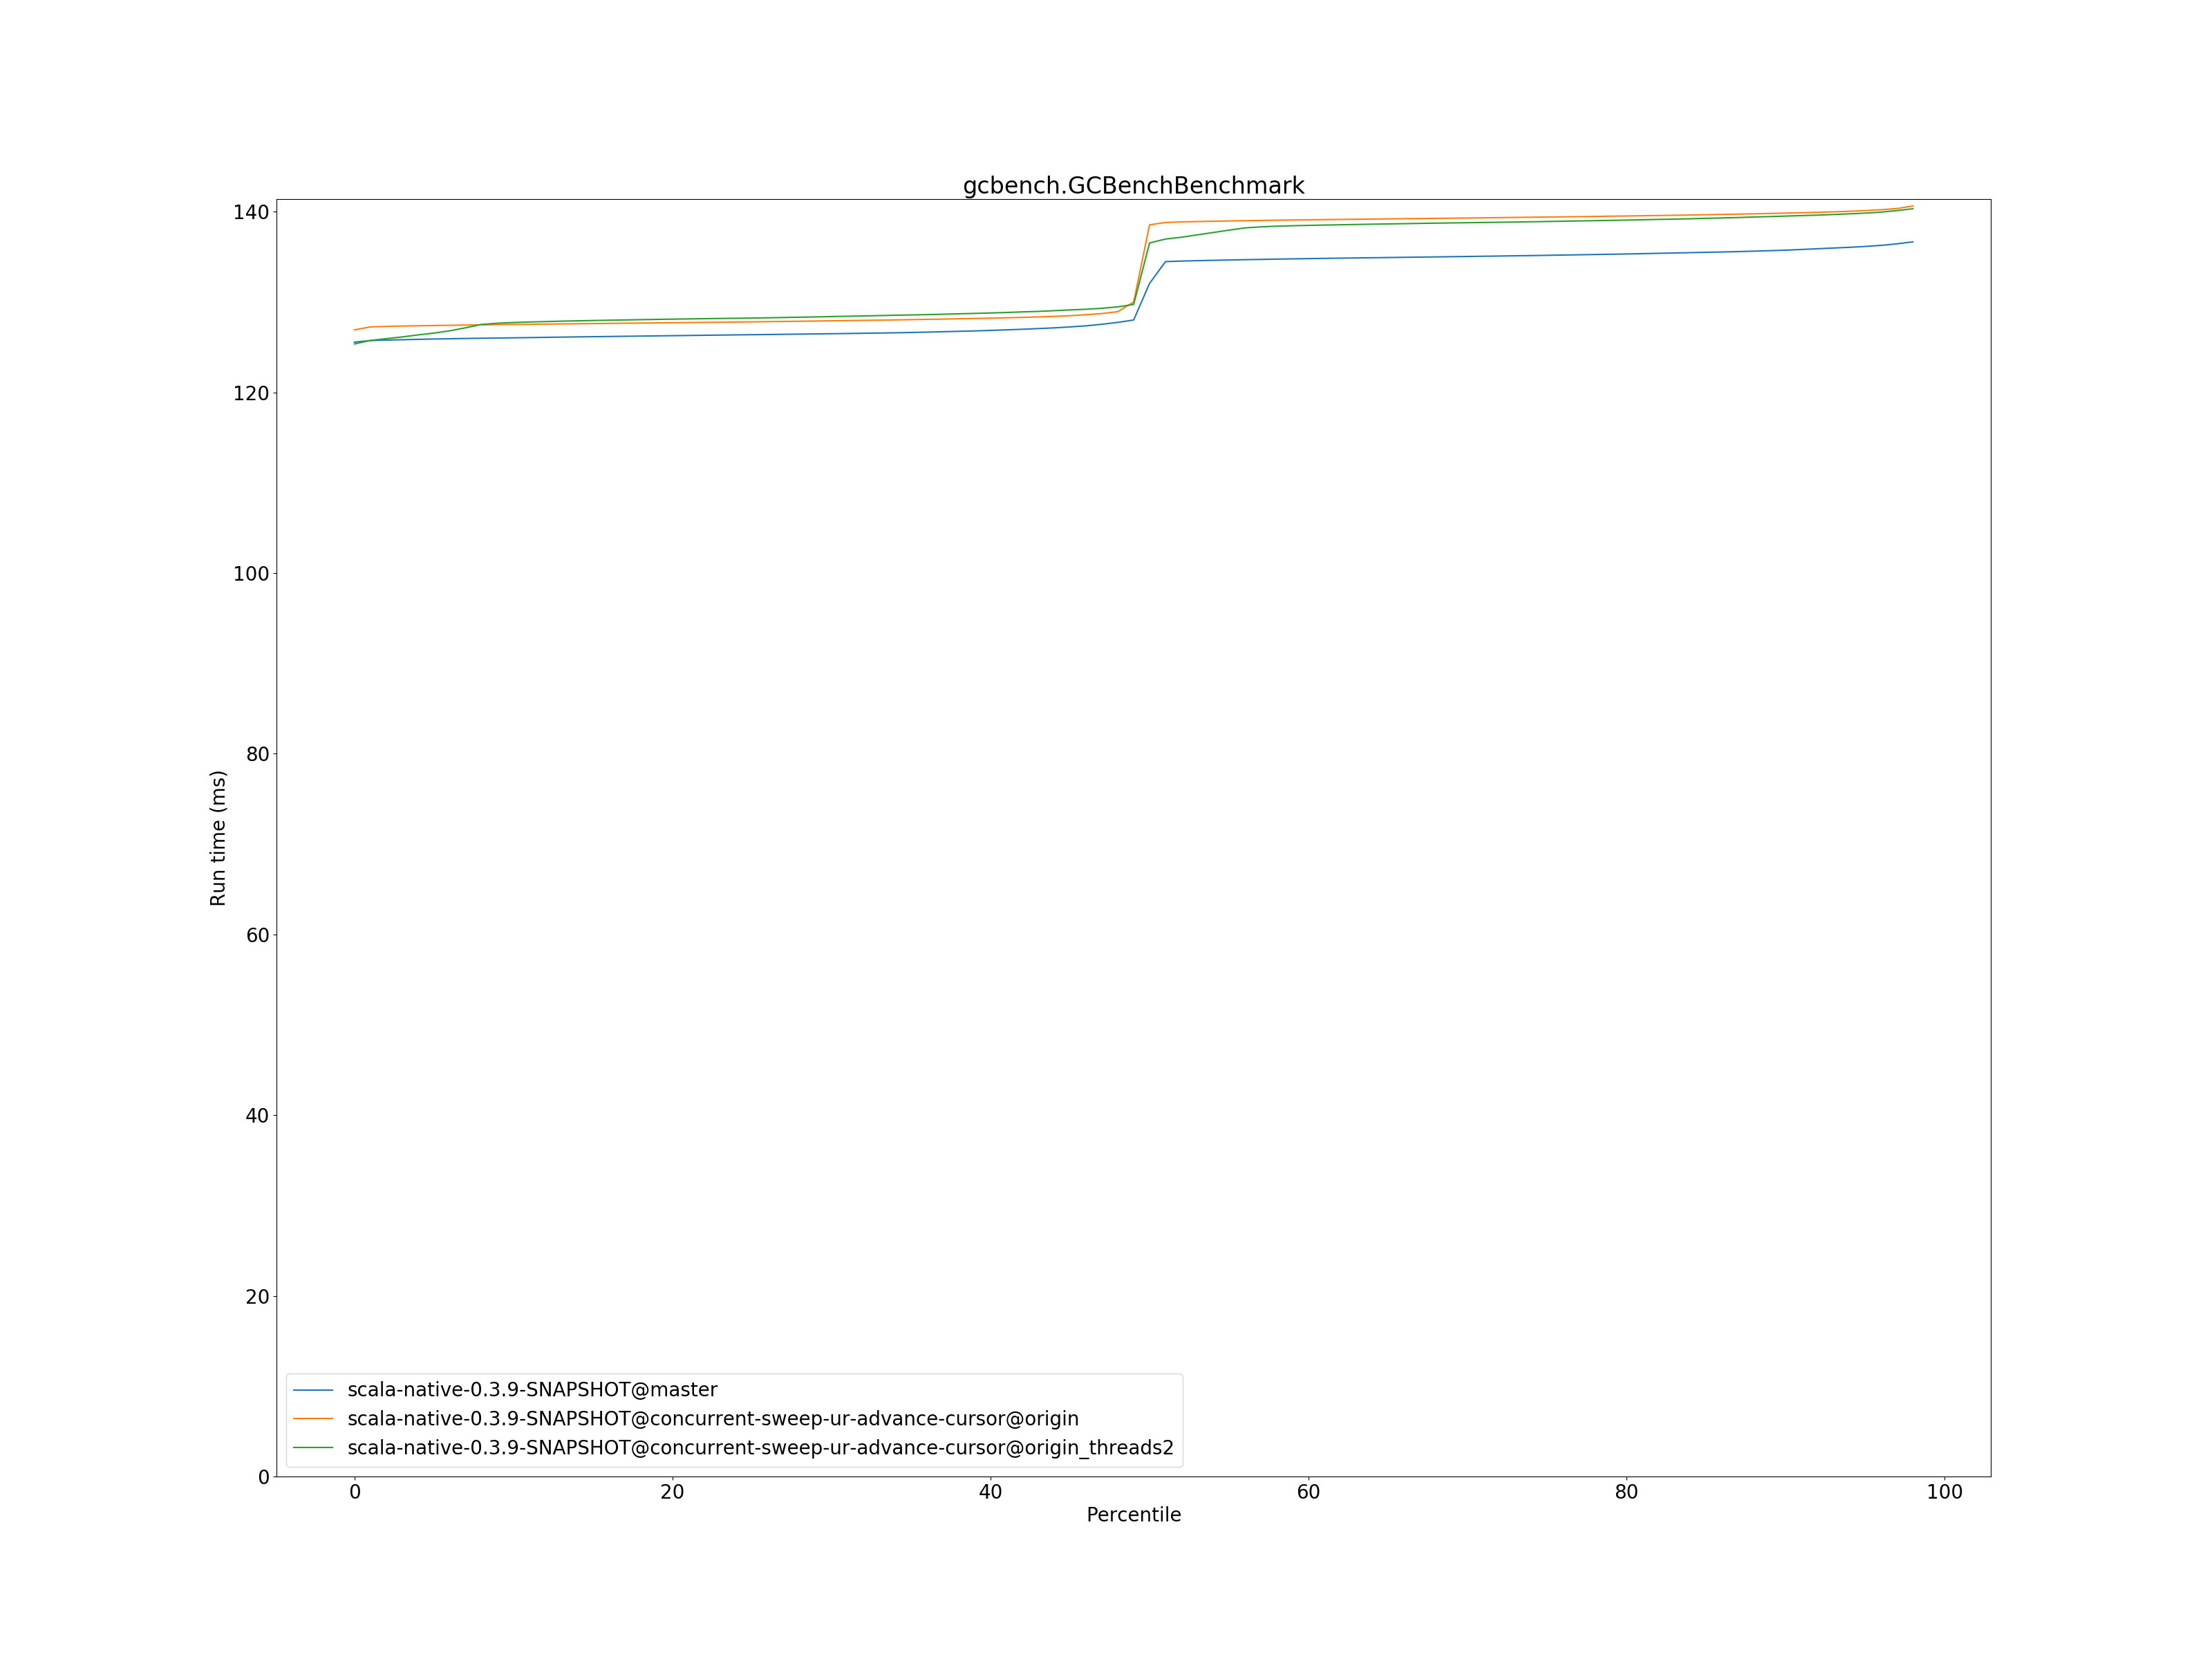 gcbench.GCBenchBenchmark
140
120
100
80
60
40
20
0
Run time (ms)
0 20 40 60 80 100
Percentile
scala-native-0.3.9-SNAPSHOT@master
scala-native-0.3.9-SNAPSHOT@concurrent-sweep-ur-advance-cursor@origin
scala-native-0.3.9-SNAPSHOT@concurrent-sweep-ur-advance-cursor@origin_threads2